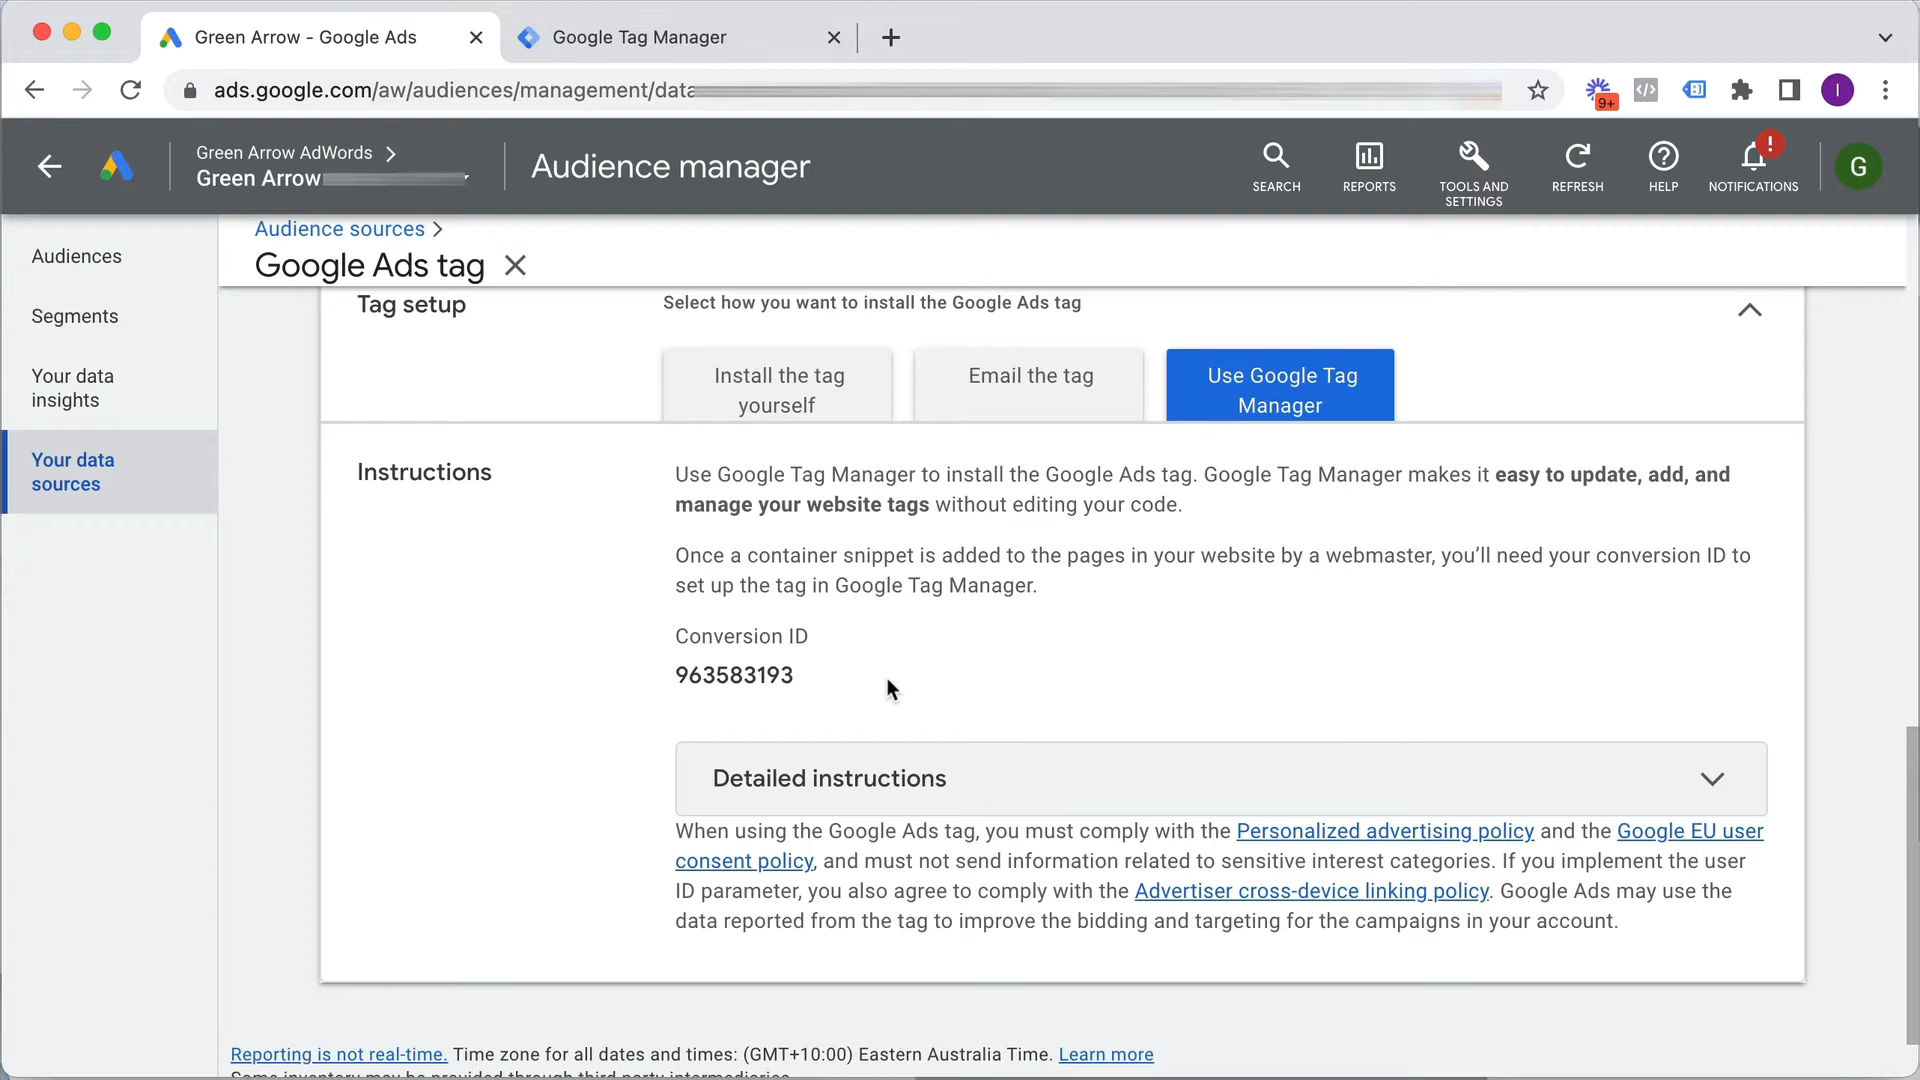 Green Arrow - Google Ads
Google Tag Manager
ads.google.com/aw/audiences/management/data
9+
I
Green Arrow AdWords
Green Arrow
Audience manager
SEARCH
REPORTS
TOOLS AND
SETTINGS
REFRESH
HELP
!
NOTIFICATIONS
G
Audiences
Segments
Your data
insights
Your data
sources
Audience sources
Google Ads tag
Tag setup
Select how you want to install the Google Ads tag
Install the tag
yourself
Email the tag
Use Google Tag
Manager
Instructions
Use Google Tag Manager to install the Google Ads tag. Google Tag Manager makes it easy to update, add, and
manage your website tags without editing your code.
Once a container snippet is added to the pages in your website by a webmaster, you’ll need your conversion ID to
set up the tag in Google Tag Manager.
Conversion ID
963583193
Detailed instructions
When using the Google Ads tag, you must comply with the Personalized advertising policy and the Google EU user
consent policy, and must not send information related to sensitive interest categories. If you implement the user
ID parameter, you also agree to comply with the Advertiser cross-device linking policy. Google Ads may use the
data reported from the tag to improve the bidding and targeting for the campaigns in your account.
Reporting is not real-time. Time zone for all dates and times: (GMT+10:00) Eastern Australia Time. Learn more
Some inventory may be provided through third party intermediaries.